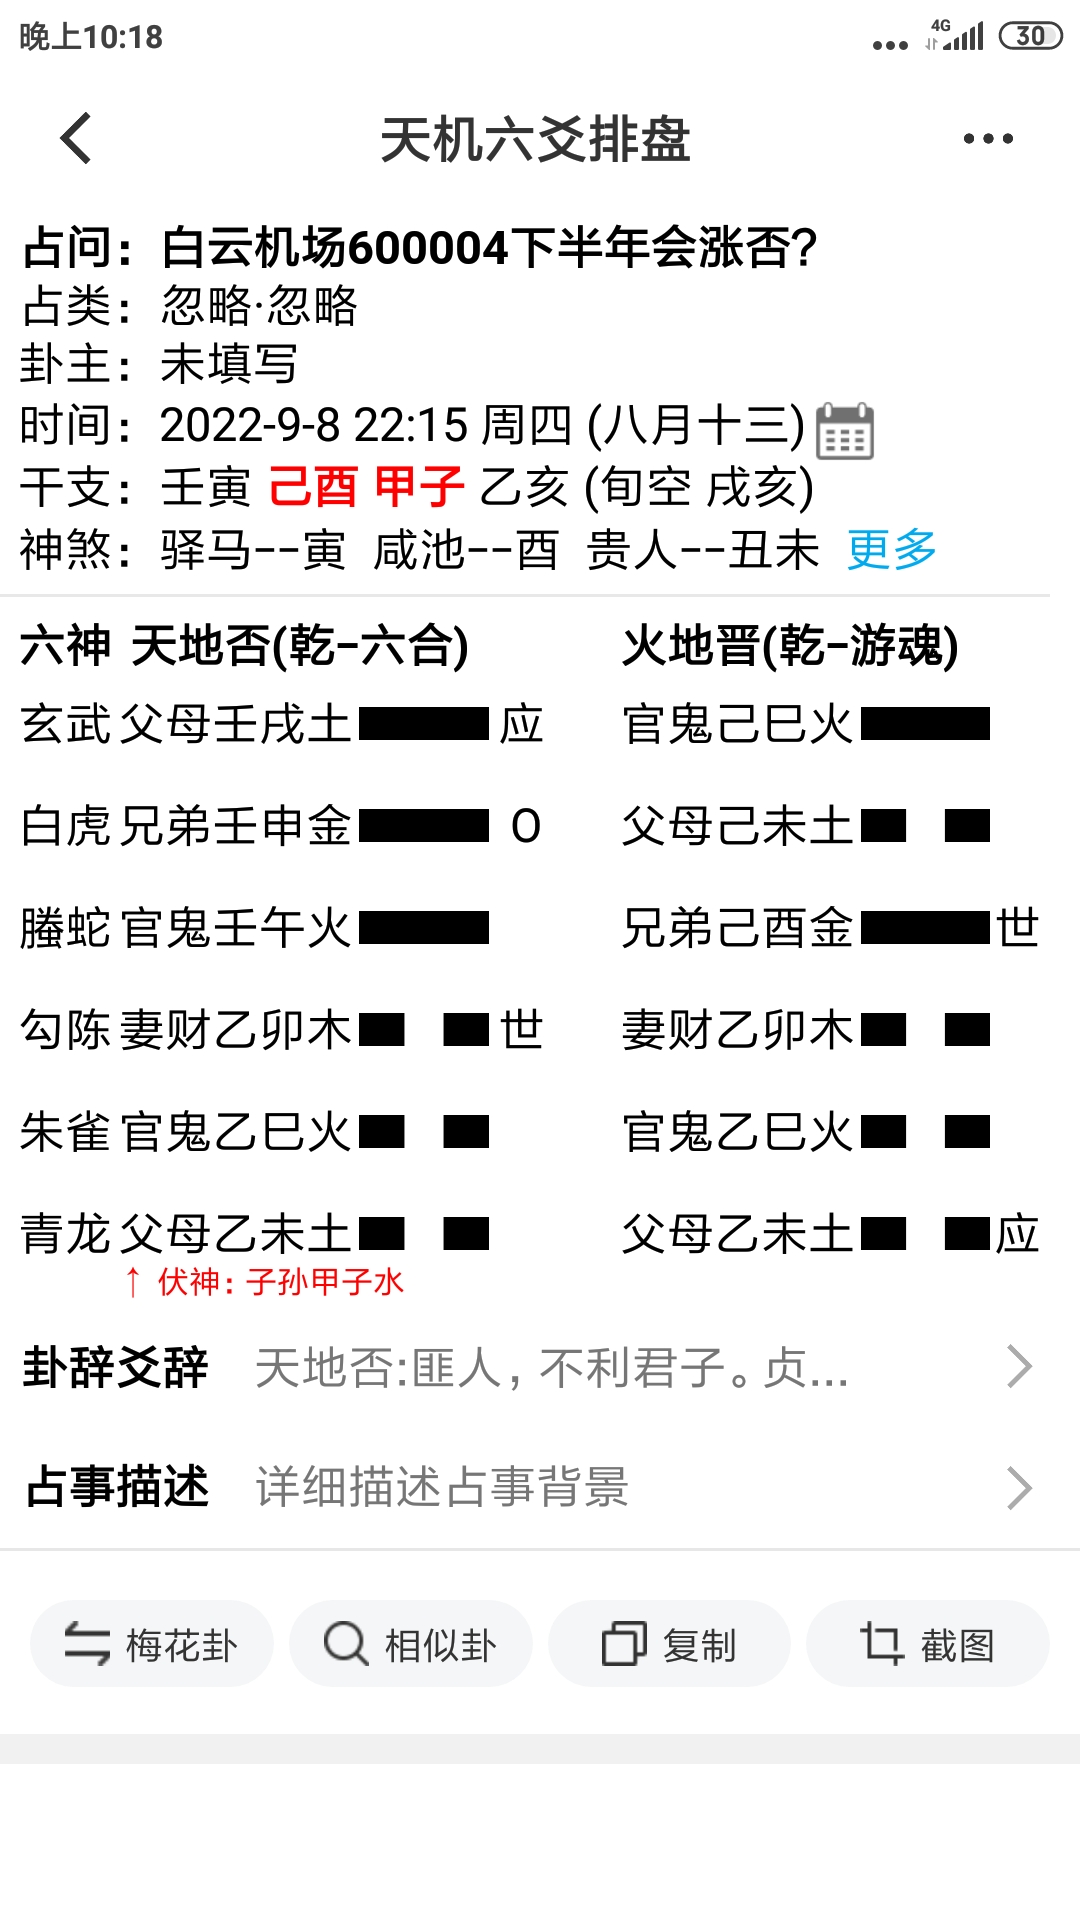 晚上10:18
4G
30
天机六爻排盘
占问：白云机场600004下半年会涨否？
占类：忽略·忽略
卦主：未填写
时间：2022-9-8 22:15 周四 (八月十三)
干支：壬寅 己酉 甲子 乙亥 (旬空 戌亥)
神煞：驿马--寅 咸池--酉 贵人--丑未 更多
六神 天地否(乾-六合) 火地晋(乾-游魂)
玄武 父母壬戌土 应 官鬼己巳火
白虎 兄弟壬申金 O 父母己未土
螣蛇 官鬼壬午火 兄弟己酉金 世
勾陈 妻财乙卯木 世 妻财乙卯木
朱雀 官鬼乙巳火 官鬼乙巳火
青龙 父母乙未土 父母乙未土 应
↑ 伏神：子孙甲子水
卦辞爻辞 天地否:匪人，不利君子。贞...
占事描述 详细描述占事背景
梅花卦 相似卦 复制 截图